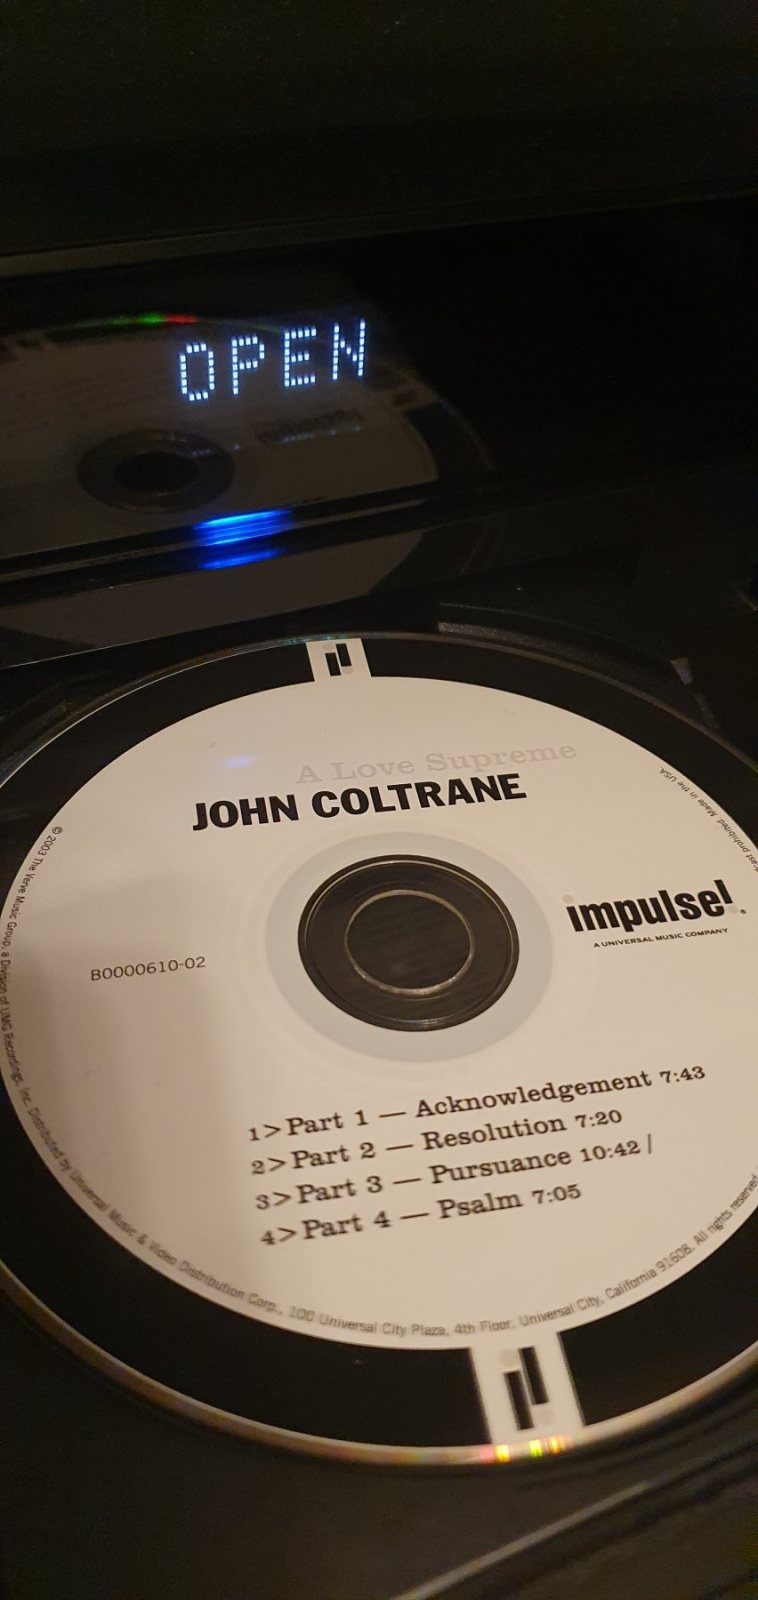 OPEN
A Love Supreme
JOHN COLTRANE
impulse!
A UNIVERSAL MUSIC COMPANY
B0000610-02
1>Part 1 — Acknowledgement 7:43
2>Part 2 — Resolution 7:20
3>Part 3 — Pursuance 10:42 /
4>Part 4 — Psalm 7:05
© 2003 The Verve Music Group, a Division of UMG Recordings, Inc. Distributed by Universal Music & Video Distribution Corp., 100 Universal City Plaza, 4th Floor, Universal City, California 91608. All rights reserved
prohibited. Made in the USA.